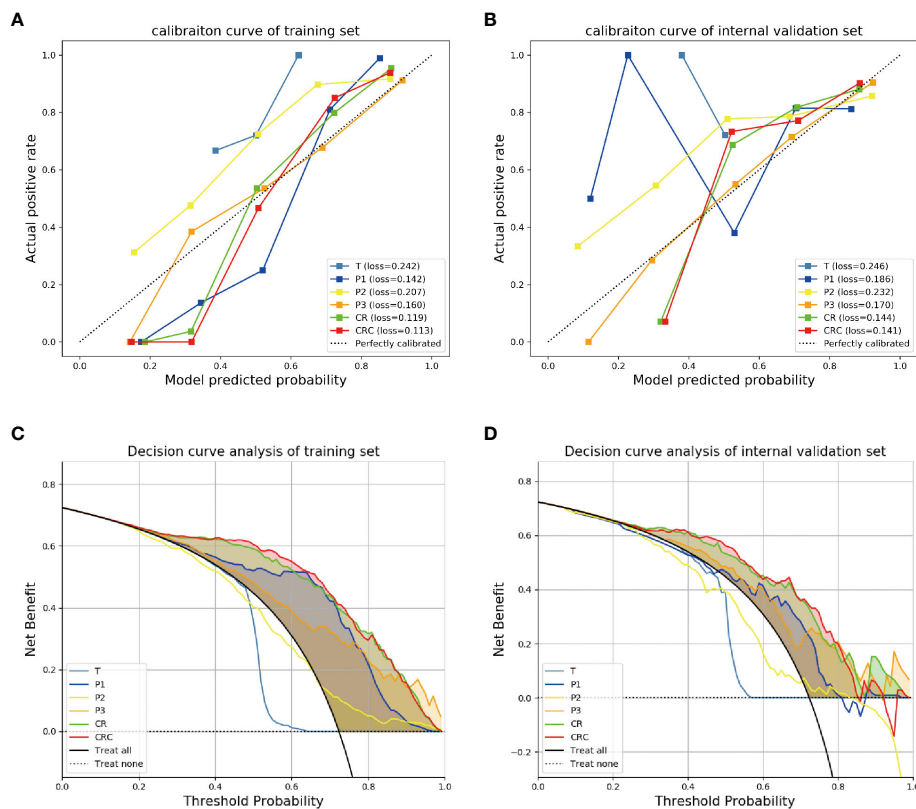 A
calibraiton curve of training set
Actual positive rate
1.0
0.8
0.6
0.4
0.2
0.0
T (loss=0.242)
P1 (loss=0.142)
P2 (loss=0.207)
P3 (loss=0.160)
CR (loss=0.119)
CRC (loss=0.113)
Perfectly calibrated
0.0 0.2 0.4 0.6 0.8 1.0
Model predicted probability
B
calibraiton curve of internal validation set
Actual positive rate
1.0
0.8
0.6
0.4
0.2
0.0
T (loss=0.246)
P1 (loss=0.186)
P2 (loss=0.232)
P3 (loss=0.170)
CR (loss=0.144)
CRC (loss=0.141)
Perfectly calibrated
0.0 0.2 0.4 0.6 0.8 1.0
Model predicted probability
C
Decision curve analysis of training set
Net Benefit
0.8
0.6
0.4
0.2
0.0
T
P1
P2
P3
CR
CRC
Treat all
Treat none
0.0 0.2 0.4 0.6 0.8 1.0
Threshold Probability
D
Decision curve analysis of internal validation set
Net Benefit
0.8
0.6
0.4
0.2
0.0
−0.2
T
P1
P2
P3
CR
CRC
Treat all
Treat none
0.0 0.2 0.4 0.6 0.8 1.0
Threshold Probability